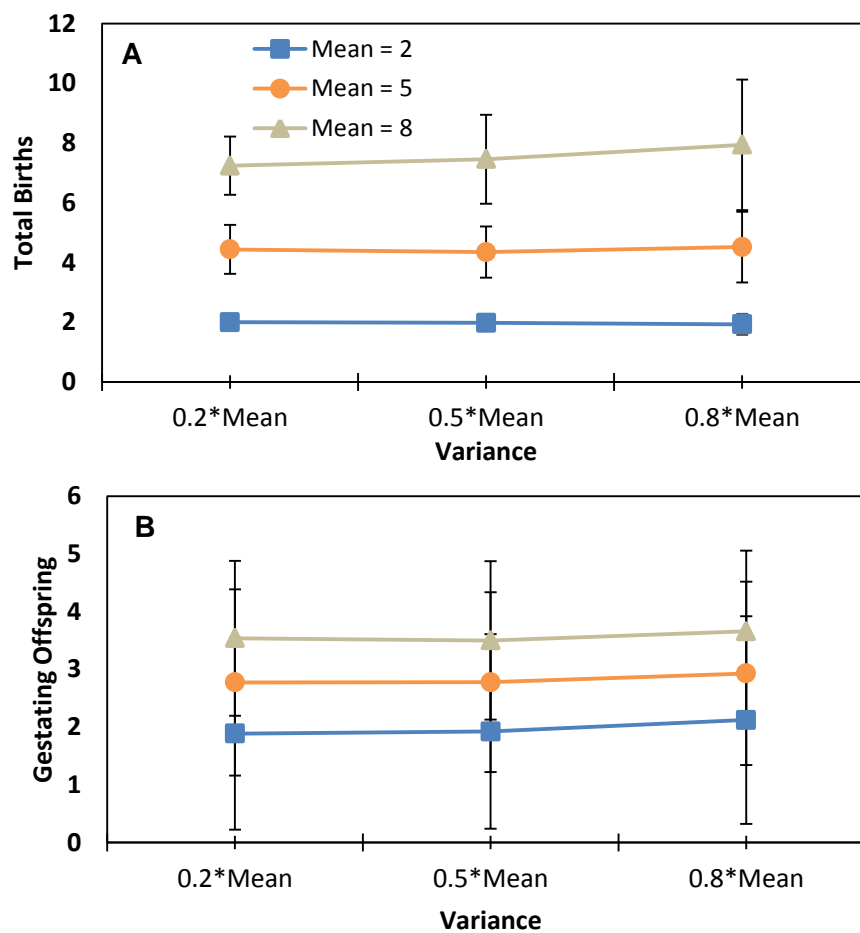 A
Mean = 2
Mean = 5
Mean = 8
Total Births
12
10
8
6
4
2
0
0.2*Mean 0.5*Mean 0.8*Mean
Variance
B
Gestating Offspring
6
5
4
3
2
1
0
0.2*Mean 0.5*Mean 0.8*Mean
Variance